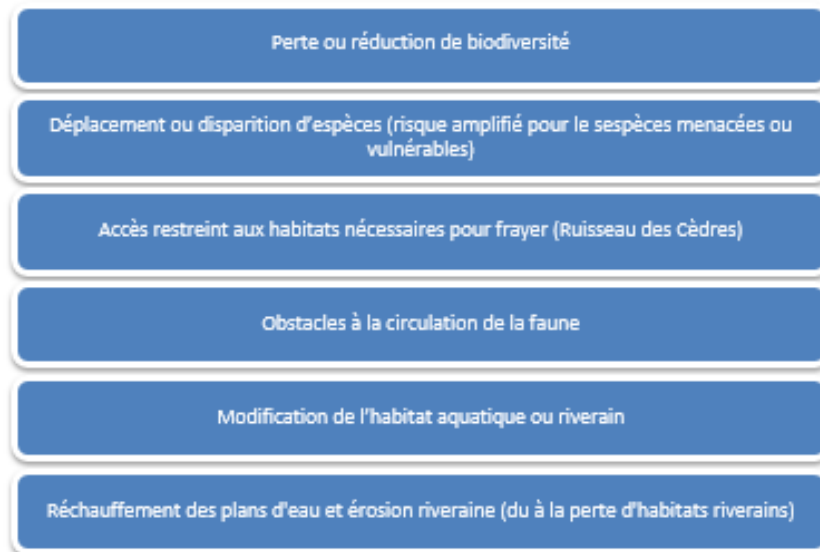 Perte ou réduction de biodiversité
Déplacement ou disparition d'espèces (risque amplifié pour le sespèces menacées ou
vulnérables)
Accès restreint aux habitats nécessaires pour frayer (Ruisseau des Cèdres)
Obstacles à la circulation de la faune
Modification de l'habitat aquatique ou riverain
Réchauffement des plans d'eau et érosion riveraine (du à la perte d'habitats riverains)